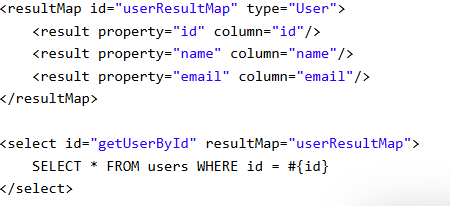 <resultMap id="userResultMap" type="User">
    <result property="id" column="id"/>
    <result property="name" column="name"/>
    <result property="email" column="email"/>
</resultMap>

<select id="getUserById" resultMap="userResultMap">
    SELECT * FROM users WHERE id = #{id}
</select>